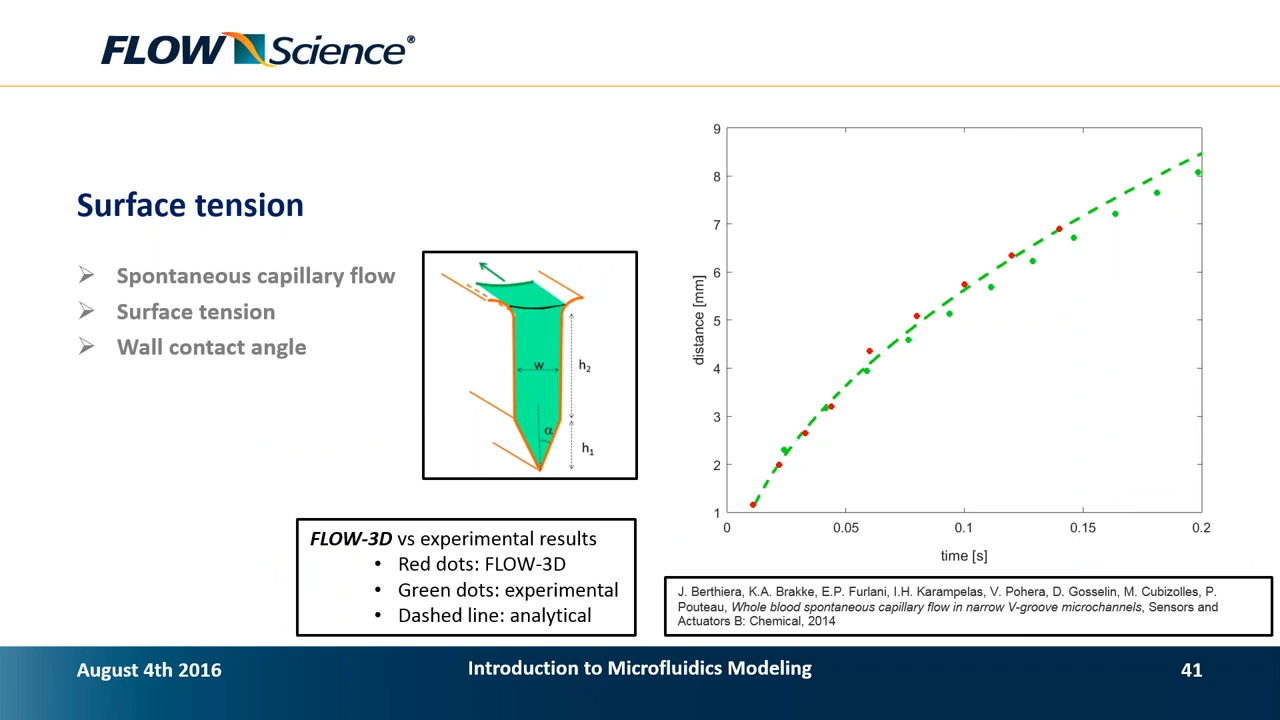 FLOW Science®
Surface tension
➢ Spontaneous capillary flow
➢ Surface tension
➢ Wall contact angle
w
h₂
α
h₁
FLOW-3D vs experimental results
• Red dots: FLOW-3D
• Green dots: experimental
• Dashed line: analytical
9
8
7
6
5
4
3
2
1
distance [mm]
0 0.05 0.1 0.15 0.2
time [s]
J. Berthiera, K.A. Brakke, E.P. Furlani, I.H. Karampelas, V. Pohera, D. Gosselin, M. Cubizolles, P.
Pouteau, Whole blood spontaneous capillary flow in narrow V-groove microchannels, Sensors and
Actuators B: Chemical, 2014
August 4th 2016
Introduction to Microfluidics Modeling
41